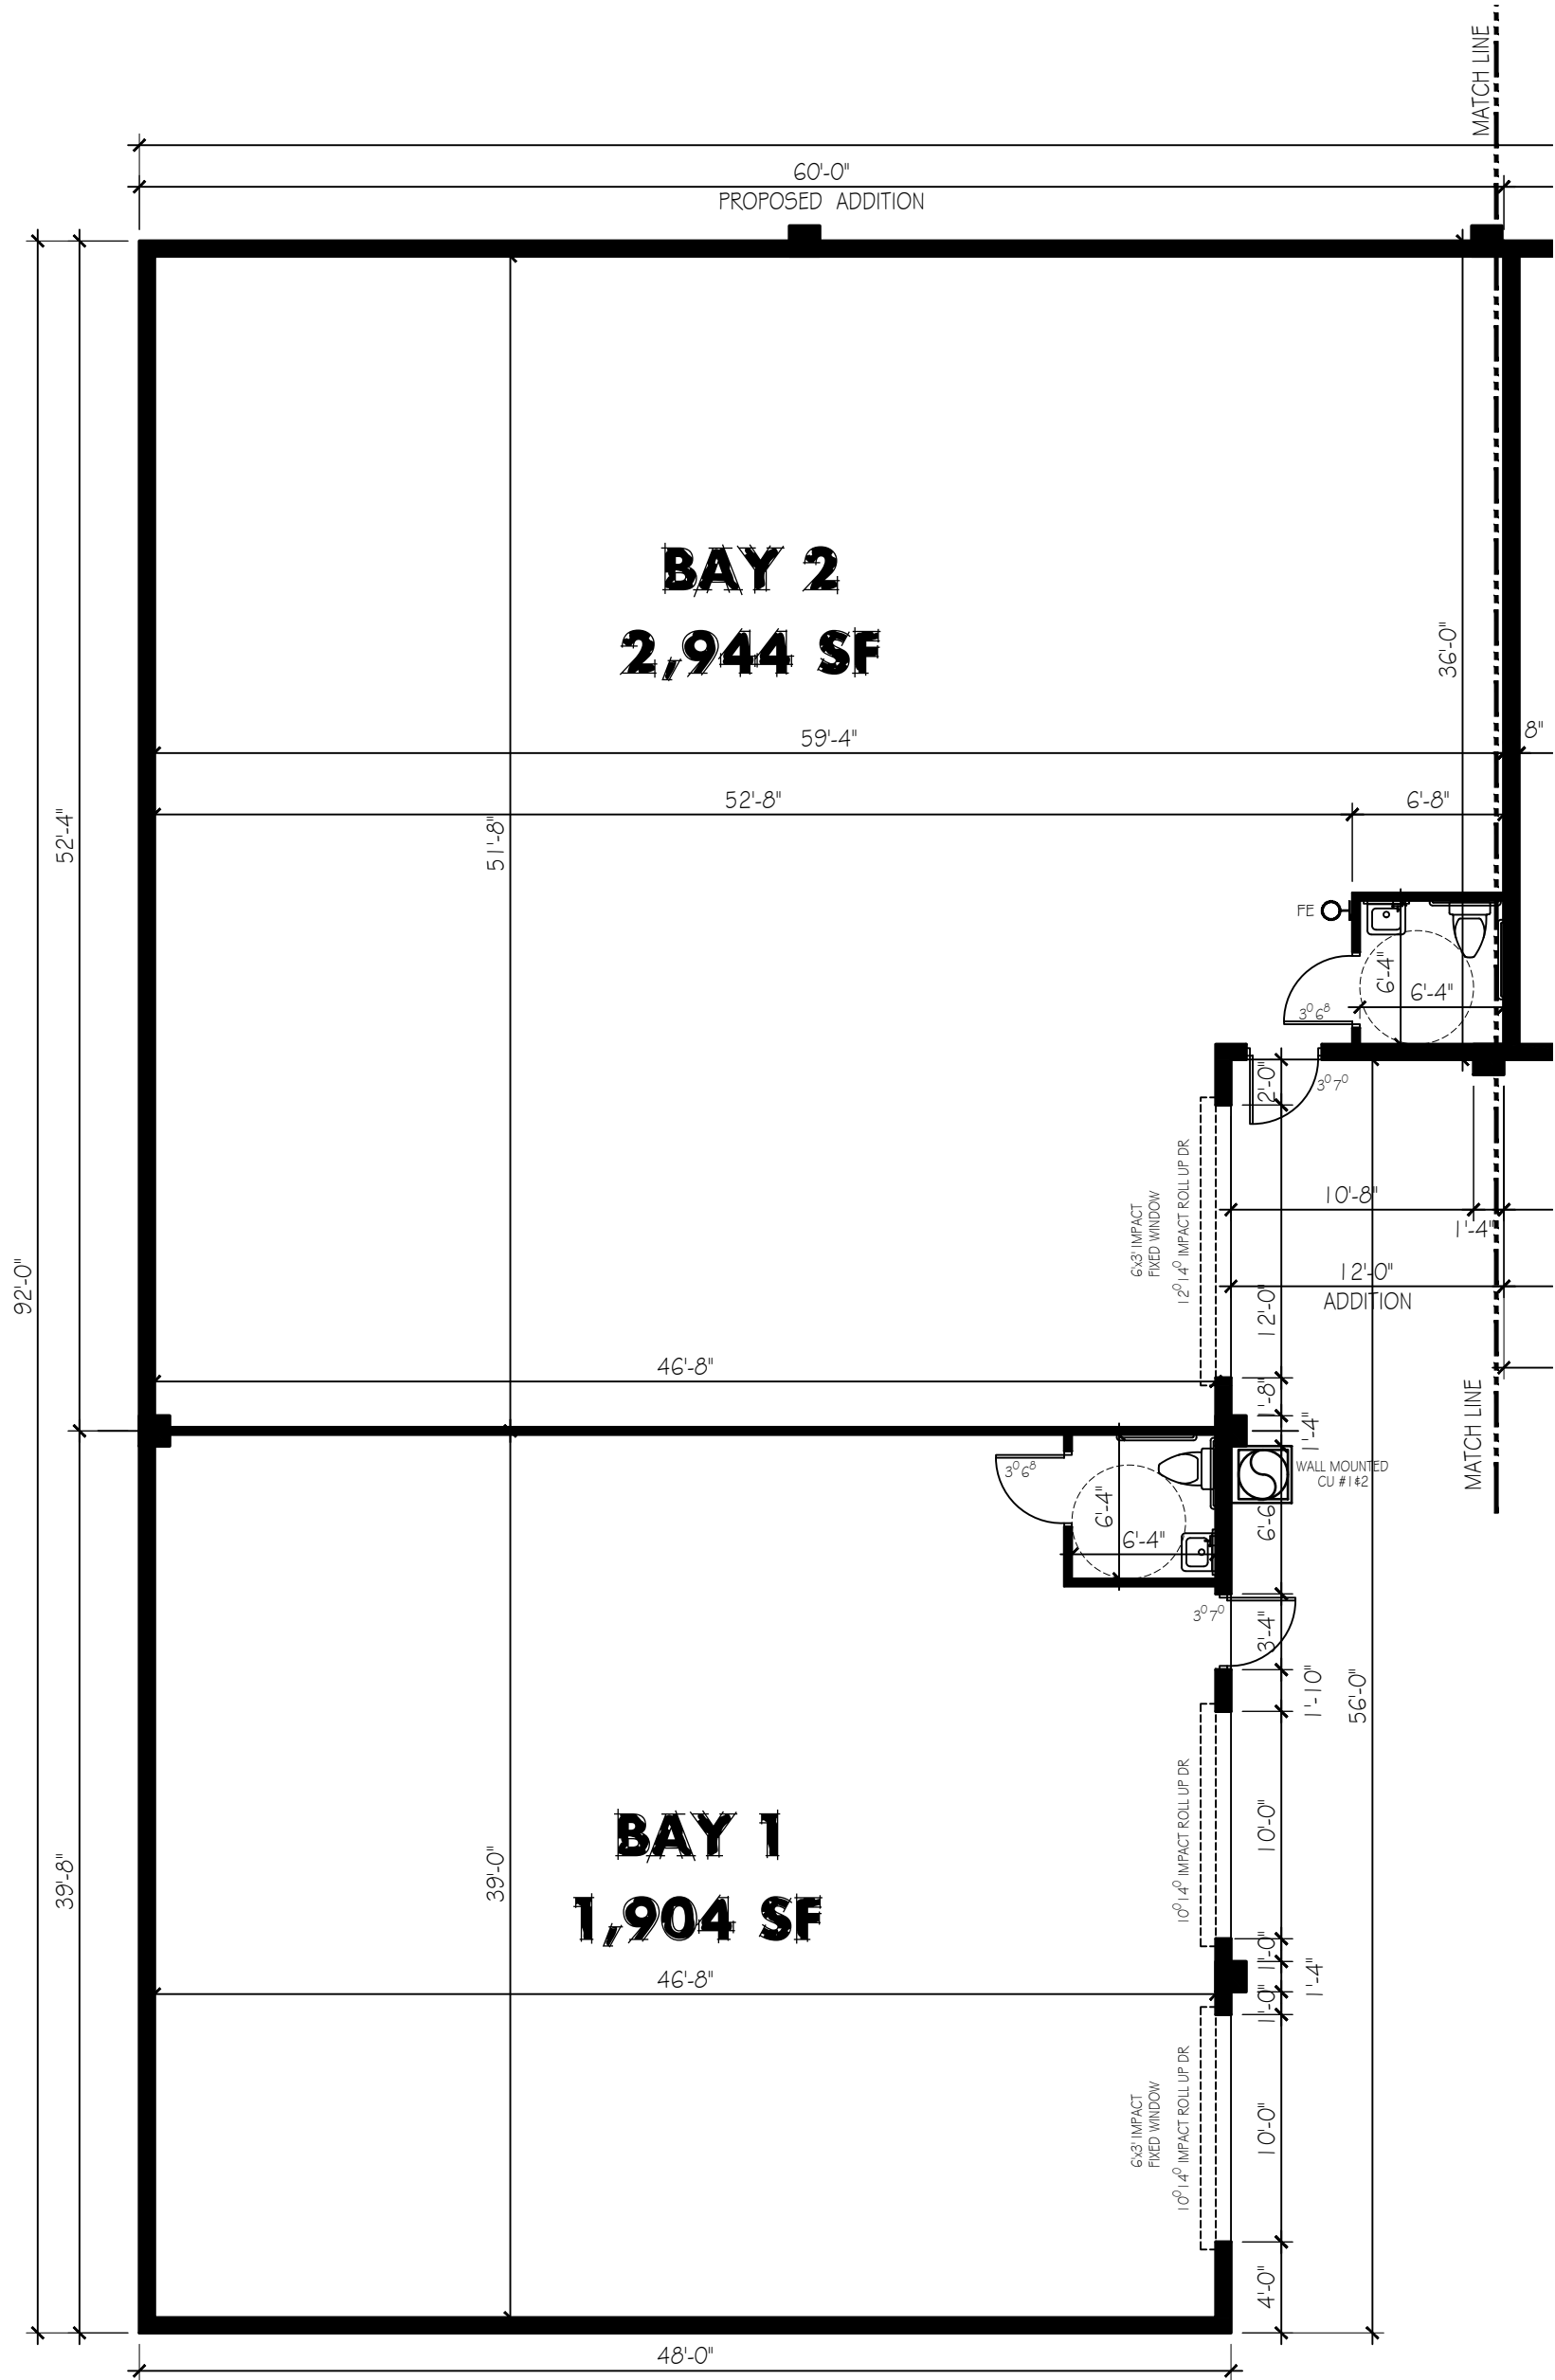 MATCH LINE
60'-0"
PROPOSED ADDITION
BAY 2
2,944 SF
36'-0"
59'-4"
8"
52'-8"
6'-8"
52'-4"
51'-8"
FE
6'-4"
6'-4"
3⁰6⁸
2'-0"
3⁰7⁰
6'x3' IMPACT
FIXED WINDOW
12⁰14⁰ IMPACT ROLL UP DR
10'-8"
1'-4"
92'-0"
12'-0"
ADDITION
12'-0"
46'-8"
1'-8"
1'-4"
MATCH LINE
WALL MOUNTED
CU #1&2
3⁰6⁸
6'-4"
6'-4"
6'-6
3⁰7⁰
3'-4"
1'-10"
56'-0"
BAY 1
1,904 SF
10⁰14⁰ IMPACT ROLL UP DR
10'-0"
39'-8"
39'-0"
1'-0"
1'-4"
1'-0"
46'-8"
6'x3' IMPACT
FIXED WINDOW
10⁰14⁰ IMPACT ROLL UP DR
10'-0"
4'-0"
48'-0"